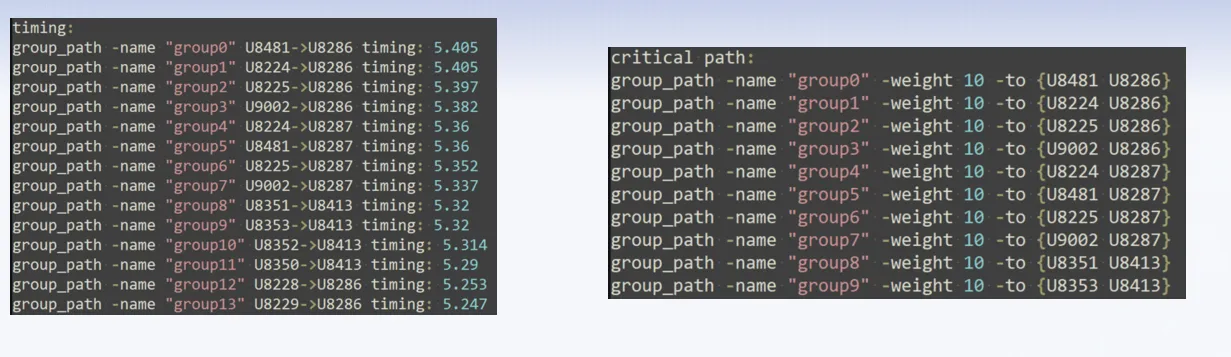 timing:
group_path -name "group0" U8481->U8286 timing: 5.405
group_path -name "group1" U8224->U8286 timing: 5.405
group_path -name "group2" U8225->U8286 timing: 5.397
group_path -name "group3" U9002->U8286 timing: 5.382
group_path -name "group4" U8224->U8287 timing: 5.36
group_path -name "group5" U8481->U8287 timing: 5.36
group_path -name "group6" U8225->U8287 timing: 5.352
group_path -name "group7" U9002->U8287 timing: 5.337
group_path -name "group8" U8351->U8413 timing: 5.32
group_path -name "group9" U8353->U8413 timing: 5.32
group_path -name "group10" U8352->U8413 timing: 5.314
group_path -name "group11" U8350->U8413 timing: 5.29
group_path -name "group12" U8228->U8286 timing: 5.253
group_path -name "group13" U8229->U8286 timing: 5.247
critical path:
group_path -name "group0" -weight 10 -to {U8481 U8286}
group_path -name "group1" -weight 10 -to {U8224 U8286}
group_path -name "group2" -weight 10 -to {U8225 U8286}
group_path -name "group3" -weight 10 -to {U9002 U8286}
group_path -name "group4" -weight 10 -to {U8224 U8287}
group_path -name "group5" -weight 10 -to {U8481 U8287}
group_path -name "group6" -weight 10 -to {U8225 U8287}
group_path -name "group7" -weight 10 -to {U9002 U8287}
group_path -name "group8" -weight 10 -to {U8351 U8413}
group_path -name "group9" -weight 10 -to {U8353 U8413}